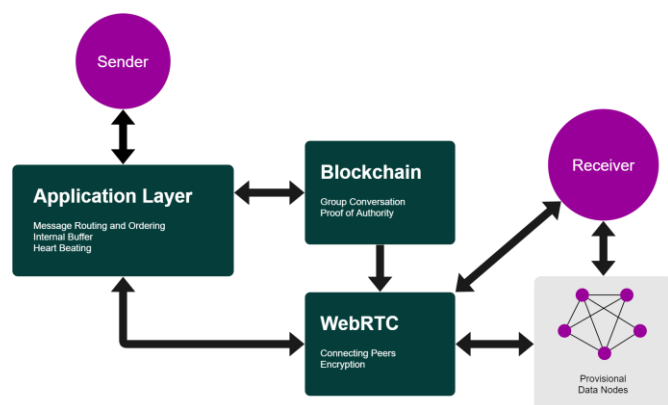 Sender
Application Layer
Message Routing and Ordering
Internal Buffer
Heart Beating
Blockchain
Group Conversation
Proof of Authority
Receiver
WebRTC
Connecting Peers
Encryption
Provisional
Data Nodes